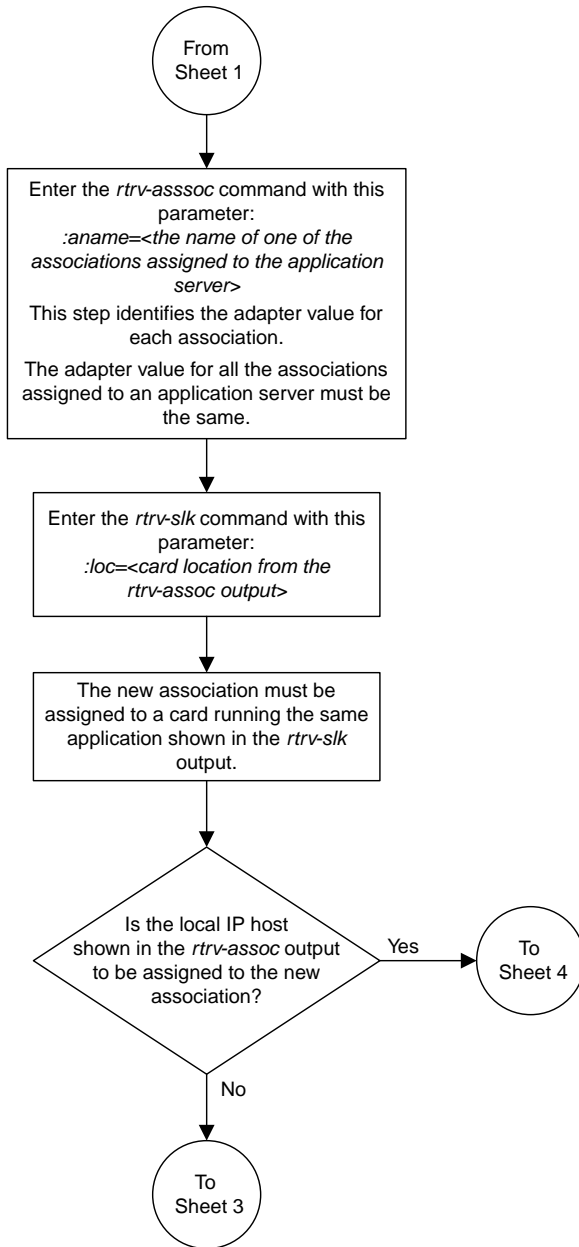 From
Sheet 1
Enter the rtrv-asssoc command with this
parameter:
:aname=<the name of one of the
associations assigned to the application
server>
This step identifies the adapter value for
each association.
The adapter value for all the associations
assigned to an application server must be
the same.
Enter the rtrv-slk command with this
parameter:
:loc=<card location from the
rtrv-assoc output>
The new association must be
assigned to a card running the same
application shown in the rtrv-slk
output.
Is the local IP host
shown in the rtrv-assoc output
to be assigned to the new
association?
Yes
To
Sheet 4
No
To
Sheet 3